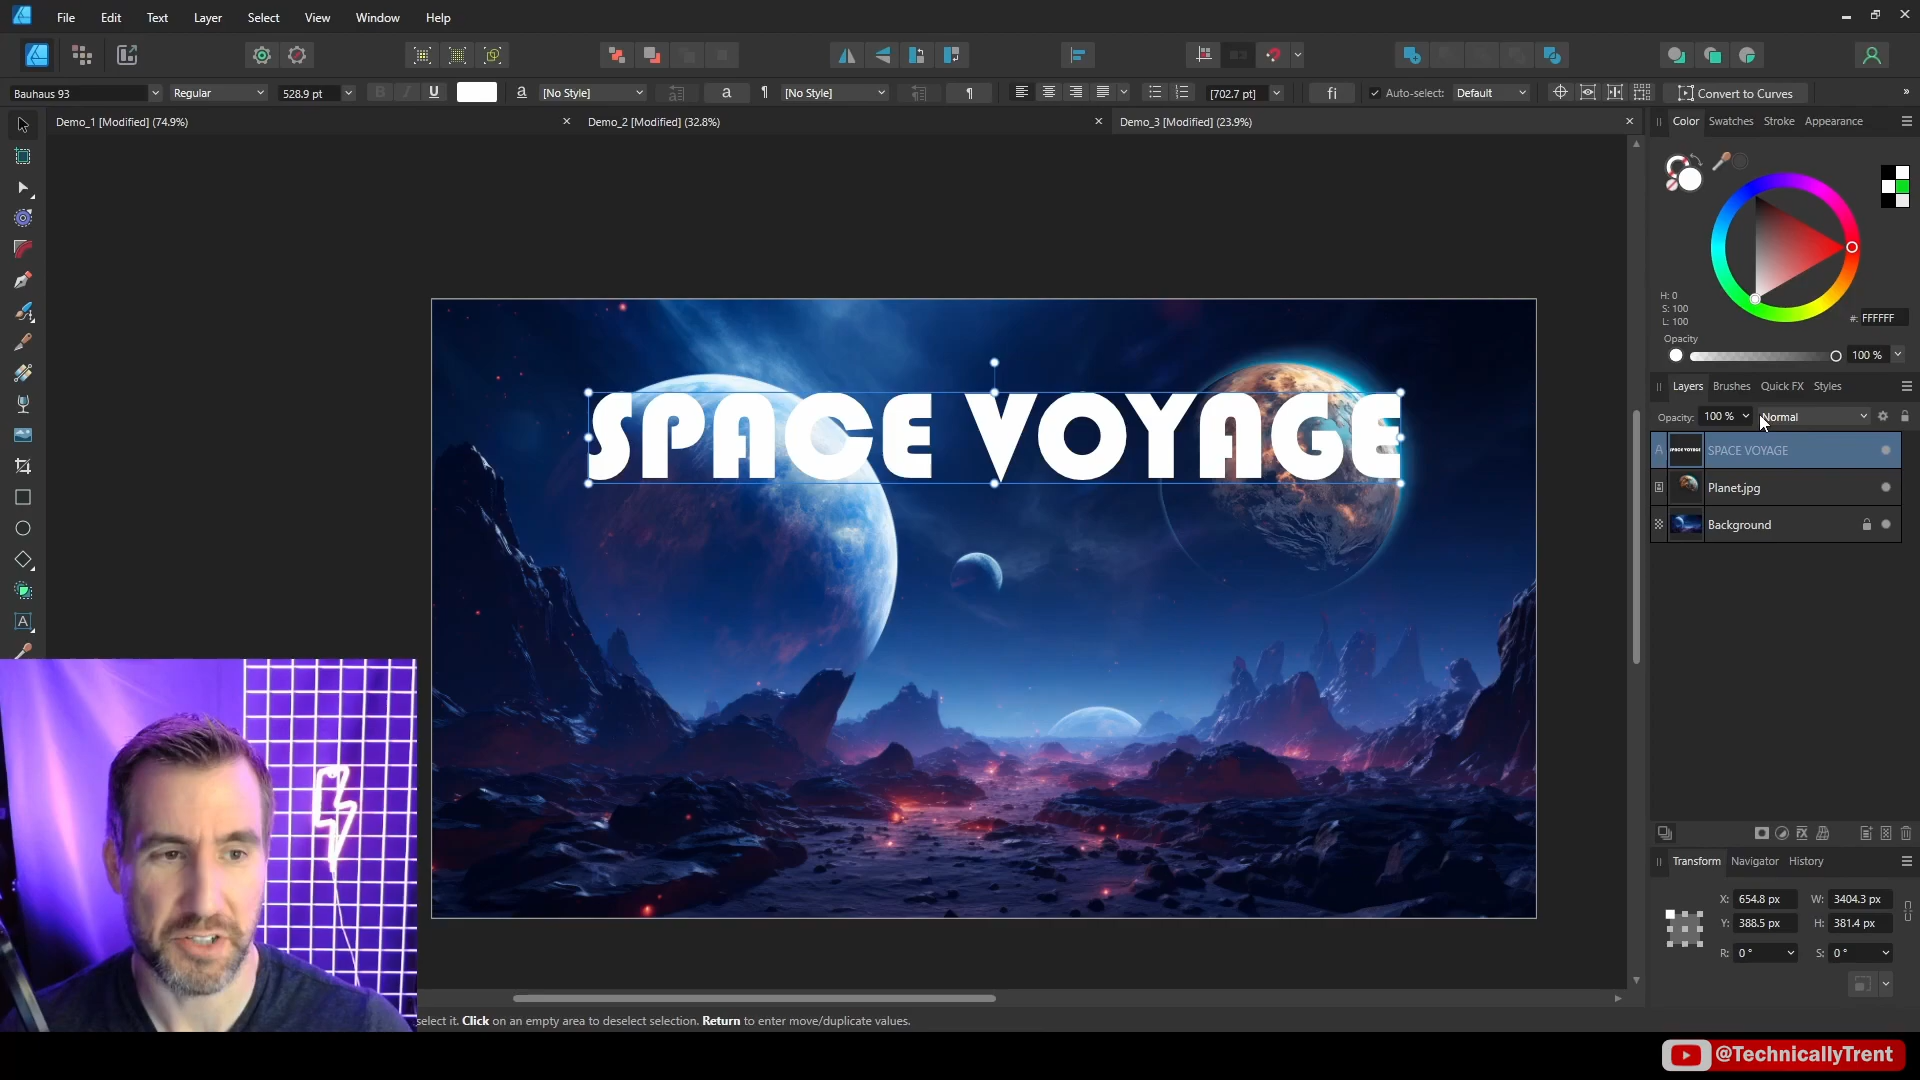 File Edit Text Layer Select View Window Help
Bauhaus 93 Regular 528.9 pt B I U a [No Style] a ¶ [No Style] ¶ [702.7 pt] fi Auto-select: Default Convert to Curves »
Demo_1 [Modified] (74.9%) × Demo_2 [Modified] (32.8%) × Demo_3 [Modified] (23.9%) ×
Color Swatches Stroke Appearance
H: 0
S: 100
L: 100
#: FFFFFF
Opacity
100 %
Layers Brushes Quick FX Styles
Opacity: 100 % Normal
A SPACE VOYAGE SPACE VOYAGE
Planet.jpg
Background
SPACE VOYAGE
A
Transform Navigator History
X: 654.8 px W: 3404.3 px
Y: 388.5 px H: 381.4 px
R: 0 ° S: 0 °
select it. Click on an empty area to deselect selection. Return to enter move/duplicate values.
@TechnicallyTrent